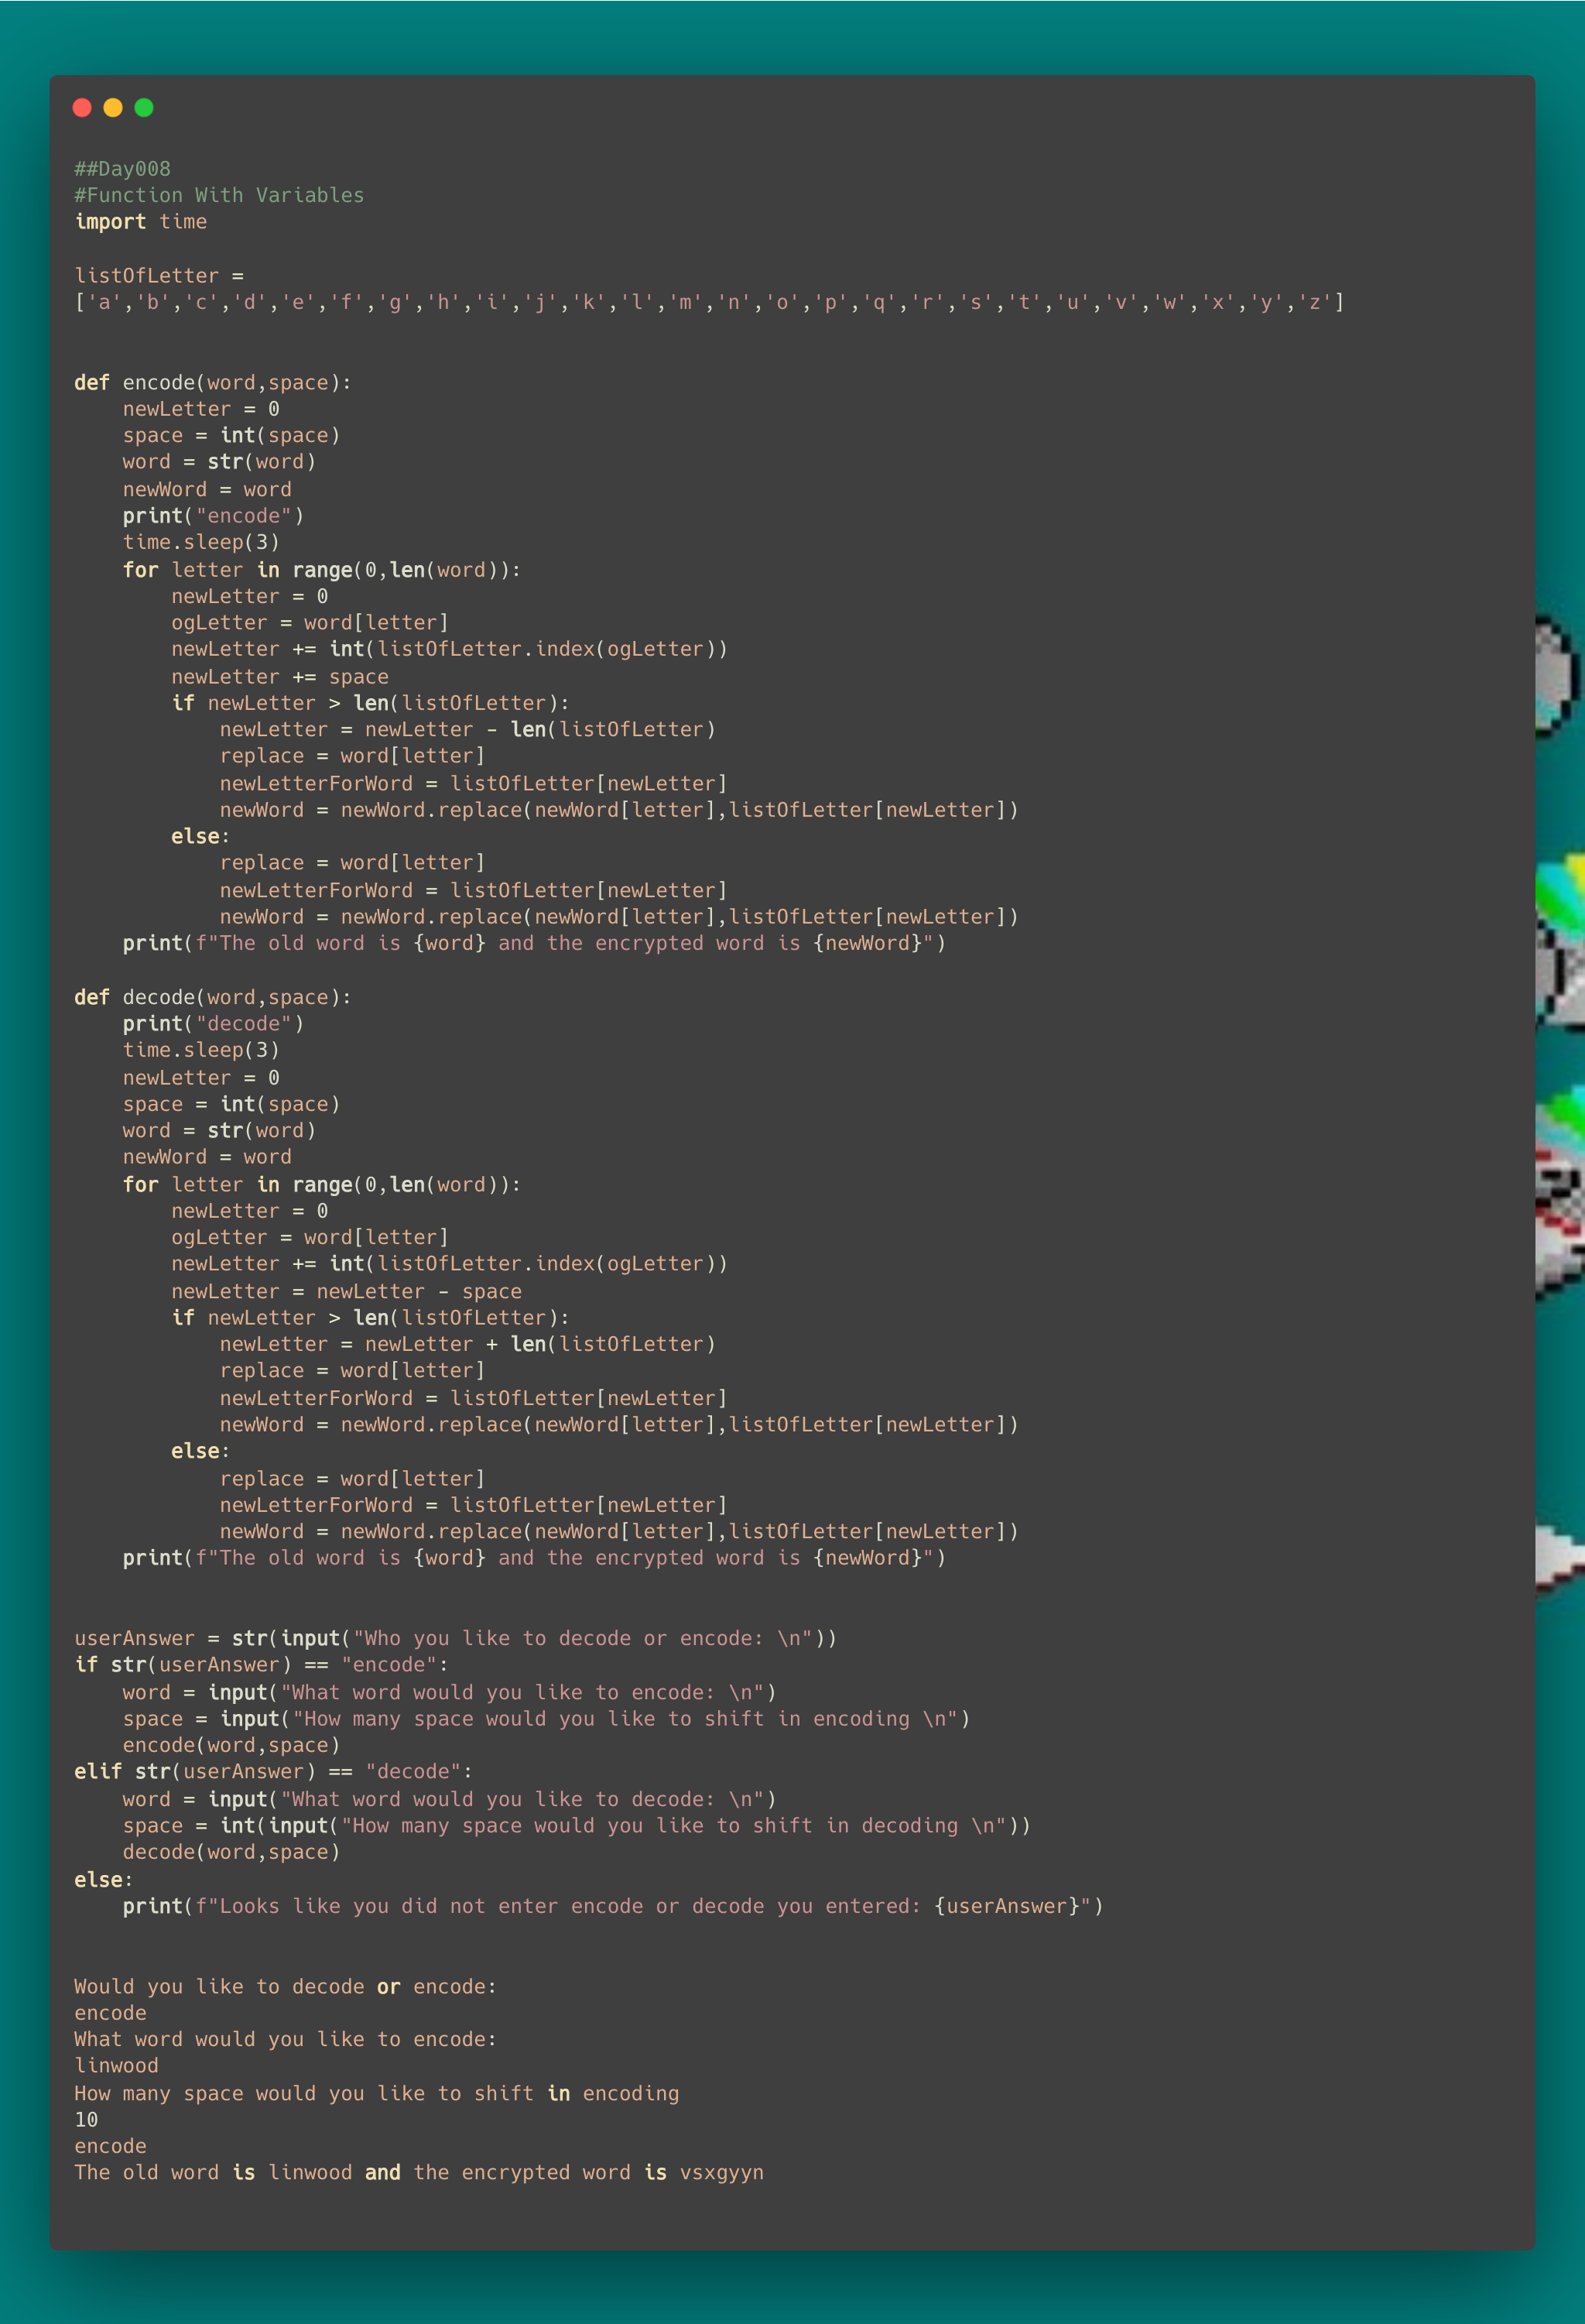 ##Day008
#Function With Variables
import time

listOfLetter =
['a','b','c','d','e','f','g','h','i','j','k','l','m','n','o','p','q','r','s','t','u','v','w','x','y','z']


def encode(word,space):
    newLetter = 0
    space = int(space)
    word = str(word)
    newWord = word
    print("encode")
    time.sleep(3)
    for letter in range(0,len(word)):
        newLetter = 0
        ogLetter = word[letter]
        newLetter += int(listOfLetter.index(ogLetter))
        newLetter += space
        if newLetter > len(listOfLetter):
            newLetter = newLetter - len(listOfLetter)
            replace = word[letter]
            newLetterForWord = listOfLetter[newLetter]
            newWord = newWord.replace(newWord[letter],listOfLetter[newLetter])
        else:
            replace = word[letter]
            newLetterForWord = listOfLetter[newLetter]
            newWord = newWord.replace(newWord[letter],listOfLetter[newLetter])
    print(f"The old word is {word} and the encrypted word is {newWord}")

def decode(word,space):
    print("decode")
    time.sleep(3)
    newLetter = 0
    space = int(space)
    word = str(word)
    newWord = word
    for letter in range(0,len(word)):
        newLetter = 0
        ogLetter = word[letter]
        newLetter += int(listOfLetter.index(ogLetter))
        newLetter = newLetter - space
        if newLetter > len(listOfLetter):
            newLetter = newLetter + len(listOfLetter)
            replace = word[letter]
            newLetterForWord = listOfLetter[newLetter]
            newWord = newWord.replace(newWord[letter],listOfLetter[newLetter])
        else:
            replace = word[letter]
            newLetterForWord = listOfLetter[newLetter]
            newWord = newWord.replace(newWord[letter],listOfLetter[newLetter])
    print(f"The old word is {word} and the encrypted word is {newWord}")


userAnswer = str(input("Who you like to decode or encode: \n"))
if str(userAnswer) == "encode":
    word = input("What word would you like to encode: \n")
    space = input("How many space would you like to shift in encoding \n")
    encode(word,space)
elif str(userAnswer) == "decode":
    word = input("What word would you like to decode: \n")
    space = int(input("How many space would you like to shift in decoding \n"))
    decode(word,space)
else:
    print(f"Looks like you did not enter encode or decode you entered: {userAnswer}")


Would you like to decode or encode:
encode
What word would you like to encode:
linwood
How many space would you like to shift in encoding
10
encode
The old word is linwood and the encrypted word is vsxgyyn